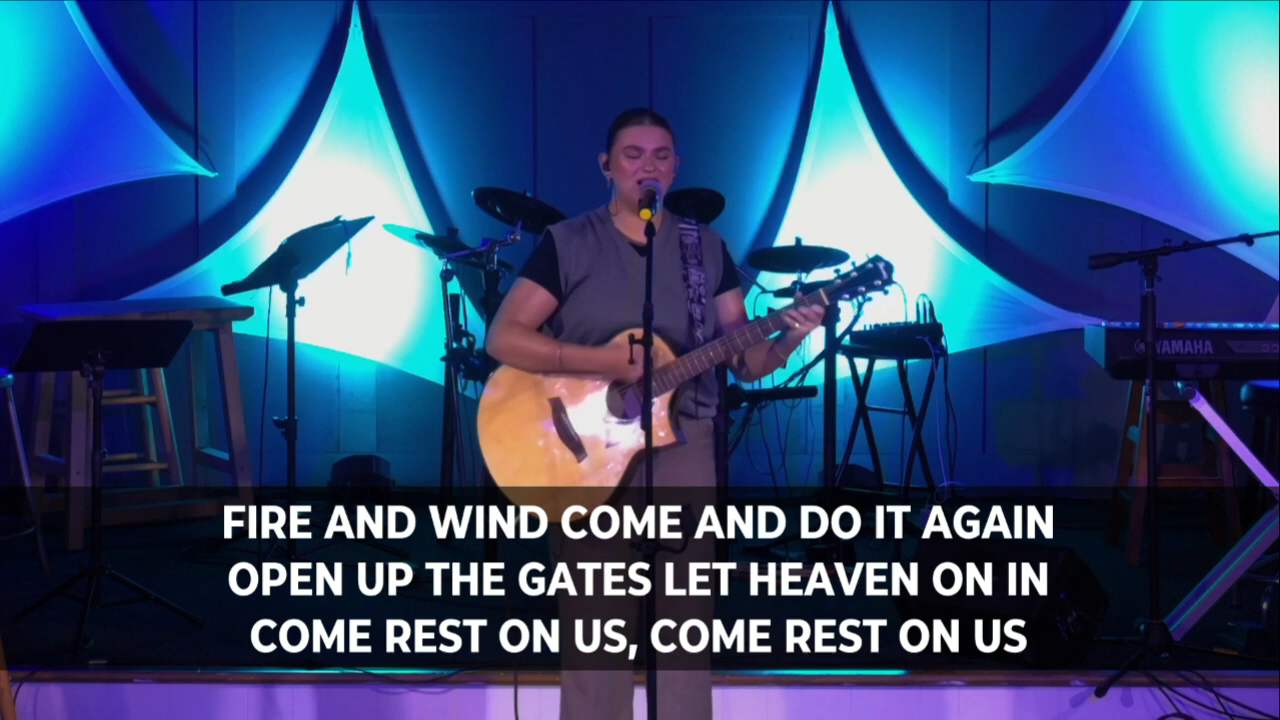 FIRE AND WIND COME AND DO IT AGAIN
OPEN UP THE GATES LET HEAVEN ON IN
COME REST ON US, COME REST ON US
YAMAHA